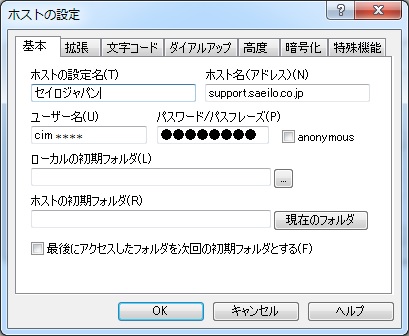 ホストの設定
基本 拡張 文字コード ダイアルアップ 高度 暗号化 特殊機能
ホストの設定名(T) ホスト名(アドレス)(N)
セイロジャパン support.saeilo.co.jp
ユーザー名(U) パスワード/パスフレーズ(P)
cim**** ●●●●●●●● anonymous
ローカルの初期フォルダ(L)
...
ホストの初期フォルダ(R)
現在のフォルダ
最後にアクセスしたフォルダを次回の初期フォルダとする(F)
OK キャンセル ヘルプ